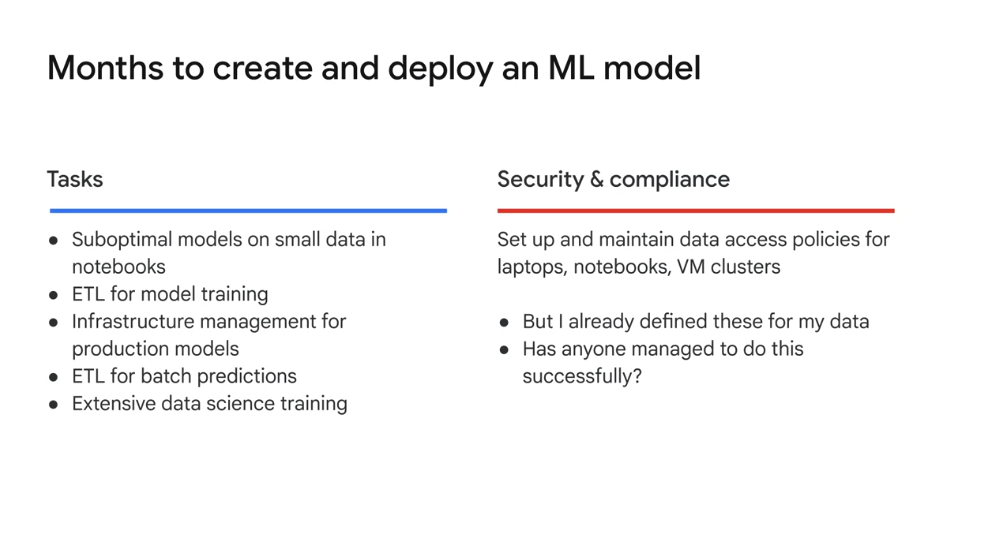 Months to create and deploy an ML model
Tasks
● Suboptimal models on small data in
notebooks
● ETL for model training
● Infrastructure management for
production models
● ETL for batch predictions
● Extensive data science training
Security & compliance
Set up and maintain data access policies for
laptops, notebooks, VM clusters
● But I already defined these for my data
● Has anyone managed to do this
successfully?